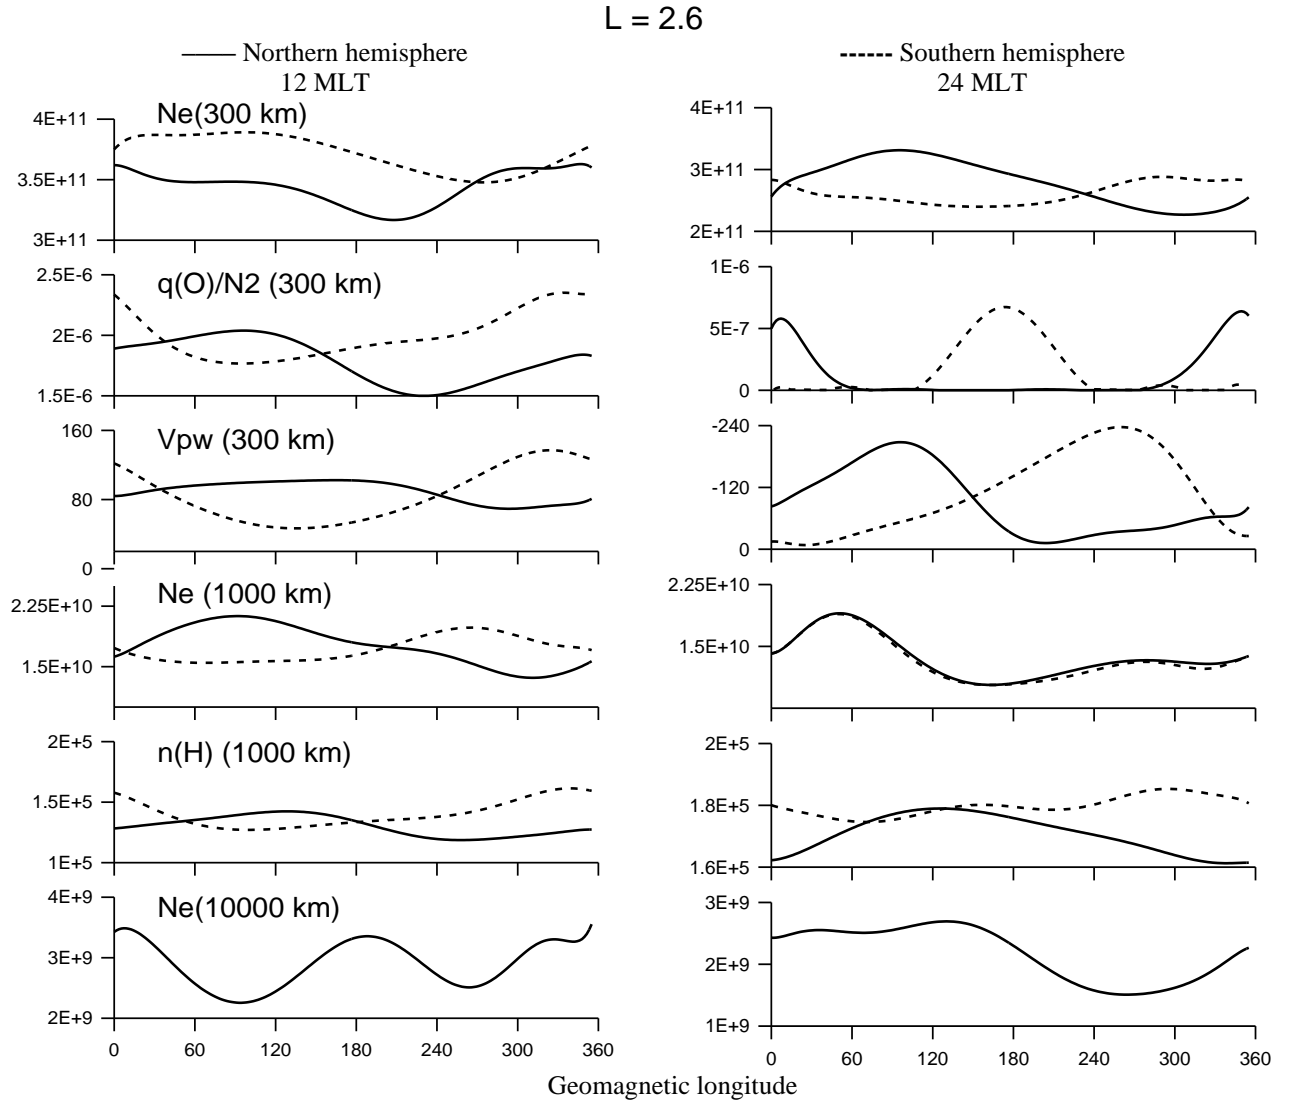 L = 2.6
Northern hemisphere
12 MLT
Southern hemisphere
24 MLT
Ne(300 km)
4E+11
3.5E+11
3E+11
4E+11
3E+11
2E+11
q(O)/N2 (300 km)
2.5E-6
2E-6
1.5E-6
1E-6
5E-7
0
Vpw (300 km)
160
80
0
-240
-120
0
Ne (1000 km)
2.25E+10
1.5E+10
2.25E+10
1.5E+10
n(H) (1000 km)
2E+5
1.5E+5
1E+5
2E+5
1.8E+5
1.6E+5
Ne(10000 km)
4E+9
3E+9
2E+9
3E+9
2E+9
1E+9
0 60 120 180 240 300 360
0 60 120 180 240 300 360
Geomagnetic longitude